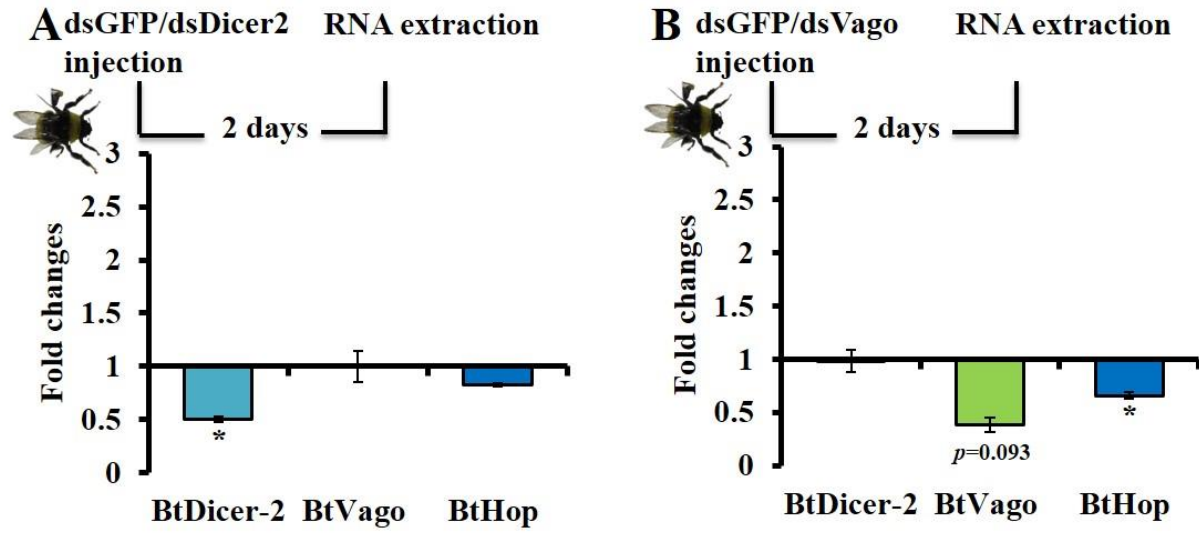 A dsGFP/dsDicer2 RNA extraction
injection
2 days
3
2.5
2
1.5
1
0.5
0
Fold changes
*
BtDicer-2 BtVago BtHop
B dsGFP/dsVago RNA extraction
injection
2 days
3
2.5
2
1.5
1
0.5
0
Fold changes
p=0.093
*
BtDicer-2 BtVago BtHop